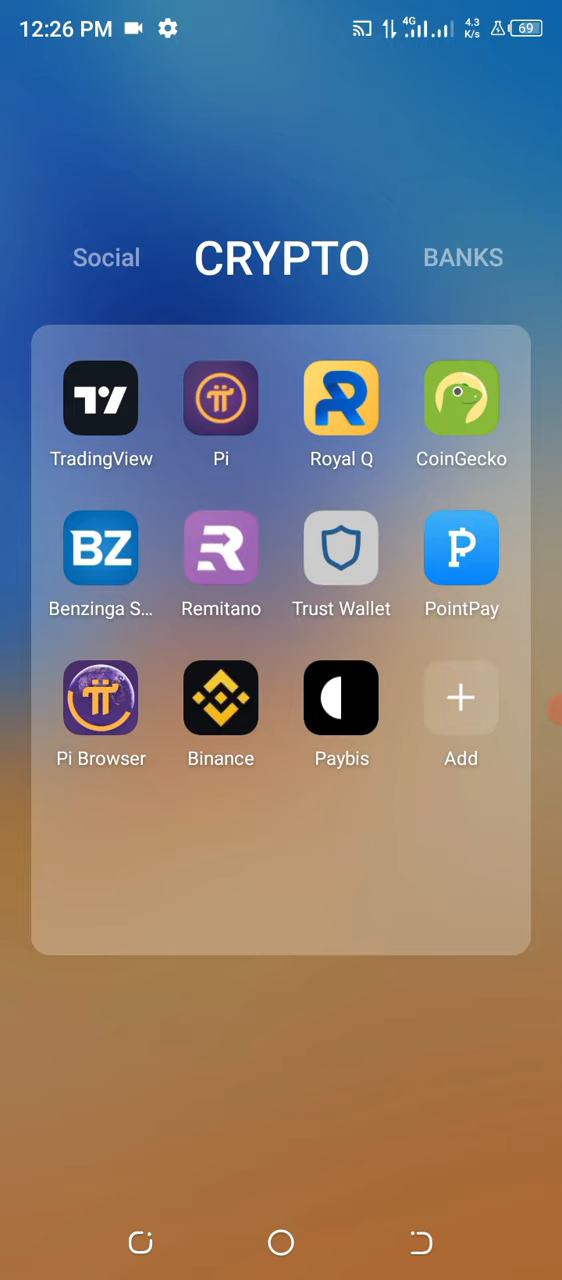 12:26 PM 4G 4.3 K/s 69
Social CRYPTO BANKS
TradingView Pi Royal Q CoinGecko
BZ
Benzinga S... Remitano Trust Wallet PointPay
Pi Browser Binance Paybis Add